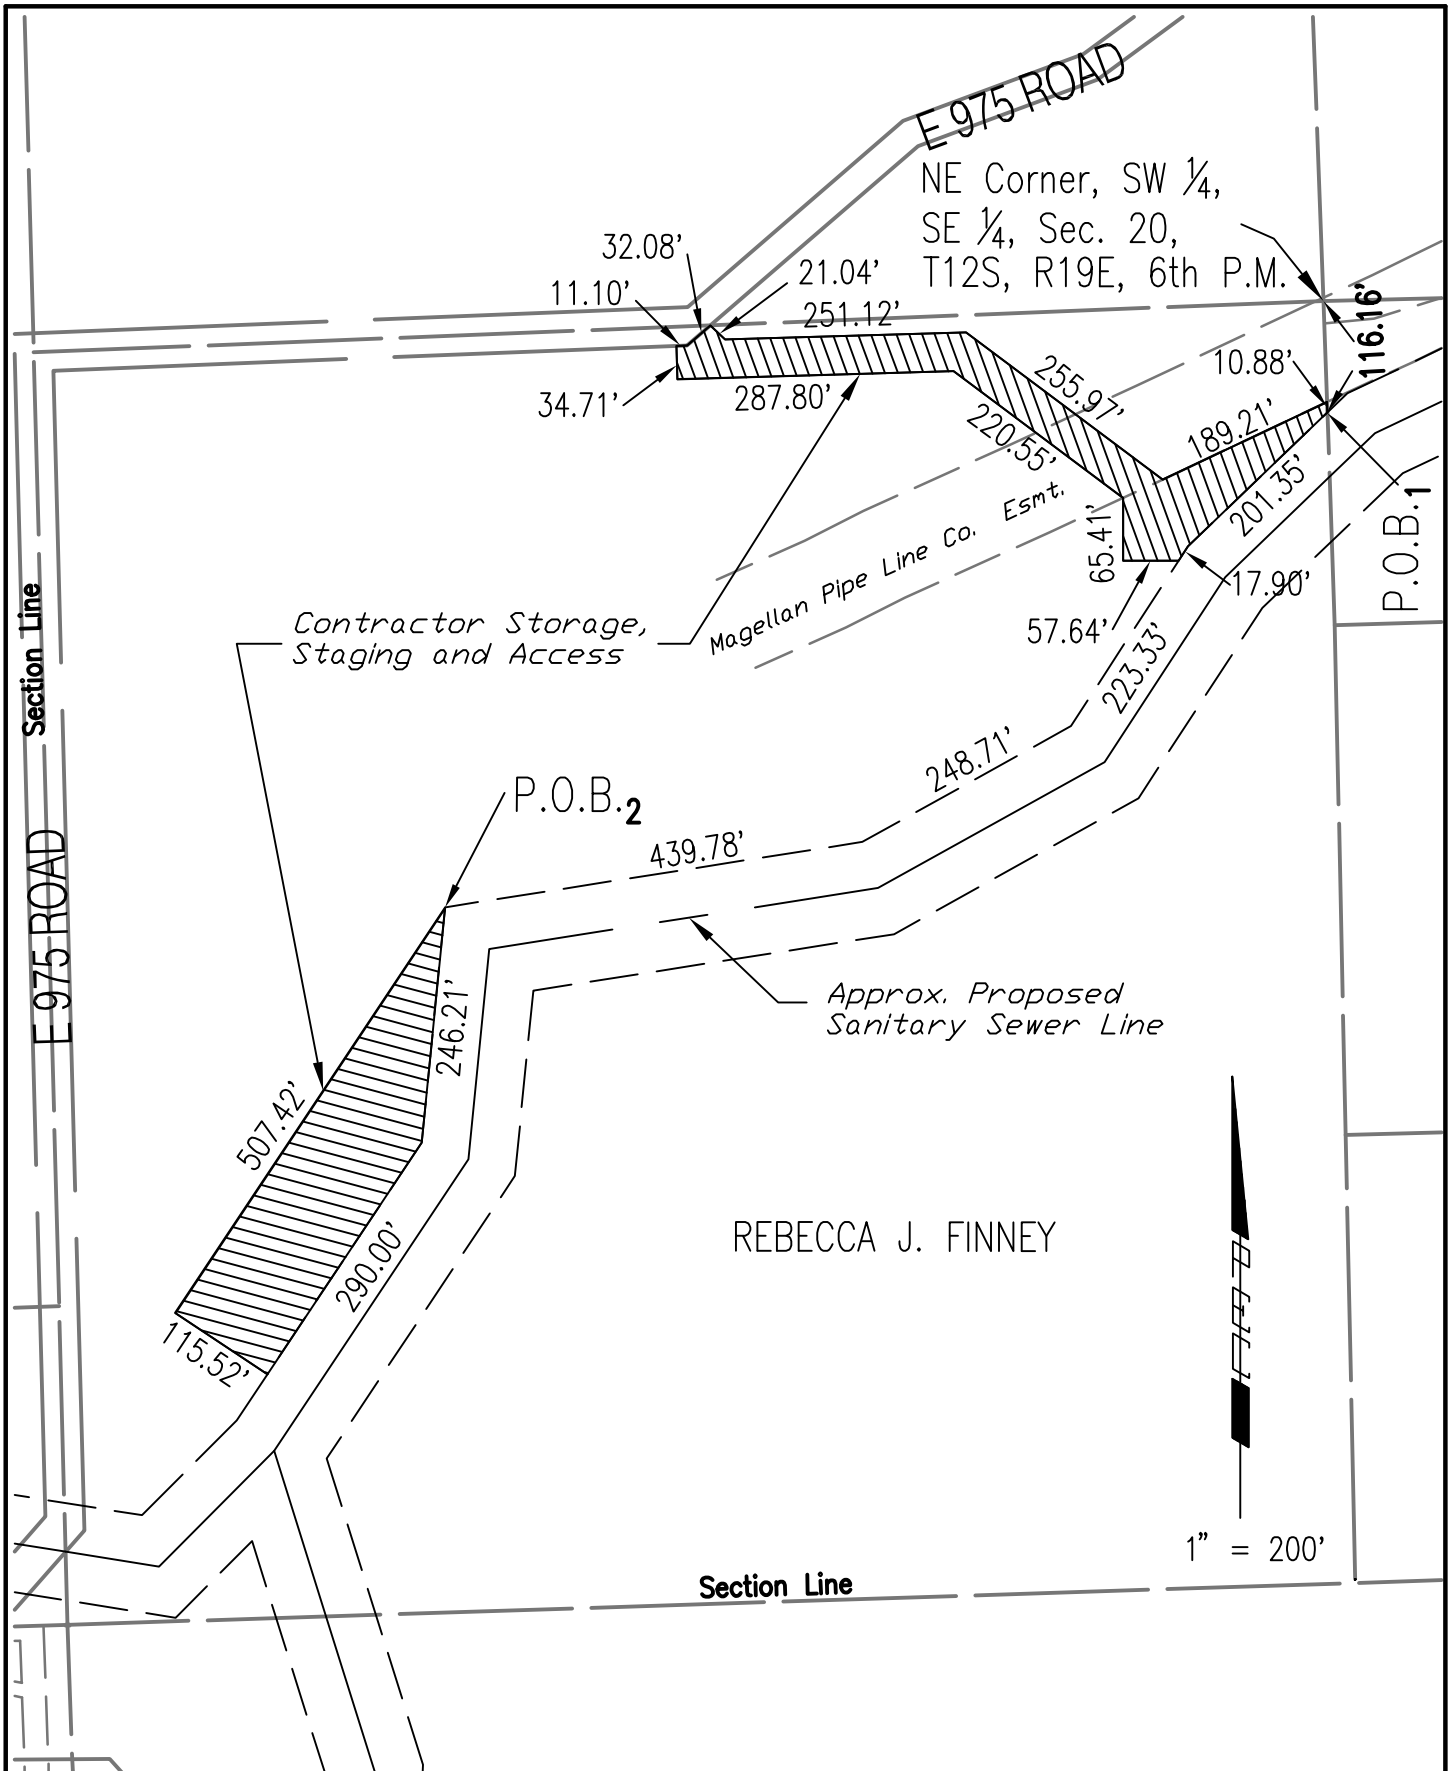 E 975 ROAD
NE Corner, SW ¼,
SE ¼, Sec. 20,
T12S, R19E, 6th P.M.
32.08'
21.04'
11.10'
251.12'
116.16'
10.88'
255.97'
34.71'
287.80'
189.21'
220.55'
201.35'
P.O.B.1
Magellan Pipe Line Co. Esmt.
65.41'
17.90'
57.64'
Section Line
Contractor Storage,
Staging and Access
223.33'
248.71'
P.O.B.2
439.78'
E 975 ROAD
246.21'
Approx. Proposed
Sanitary Sewer Line
507.42'
REBECCA J. FINNEY
290.00'
115.52'
1" = 200'
Section Line